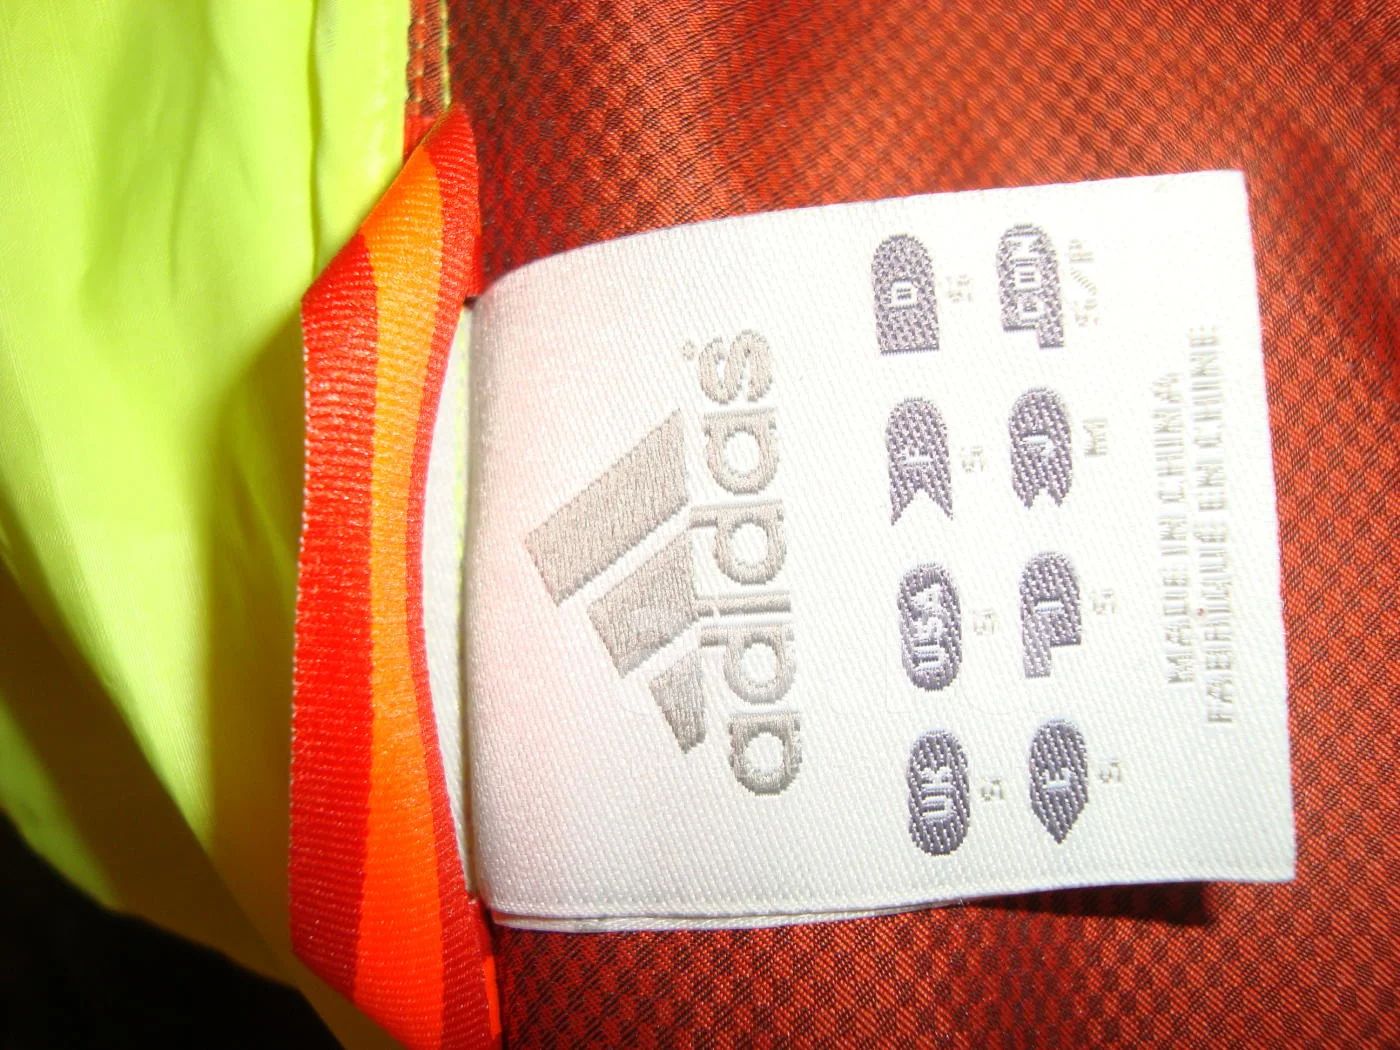 adidas®
UK USA F D
S S S S
E I J CDN
S S M S/P
MADE IN CHINA
FABRIQUE EN CHINE